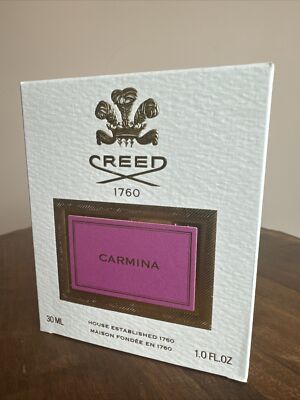 CREED
1760
CARMINA
HOUSE ESTABLISHED 1760
MAISON FONDÉE EN 1760
30 ML
1.0 FL.OZ